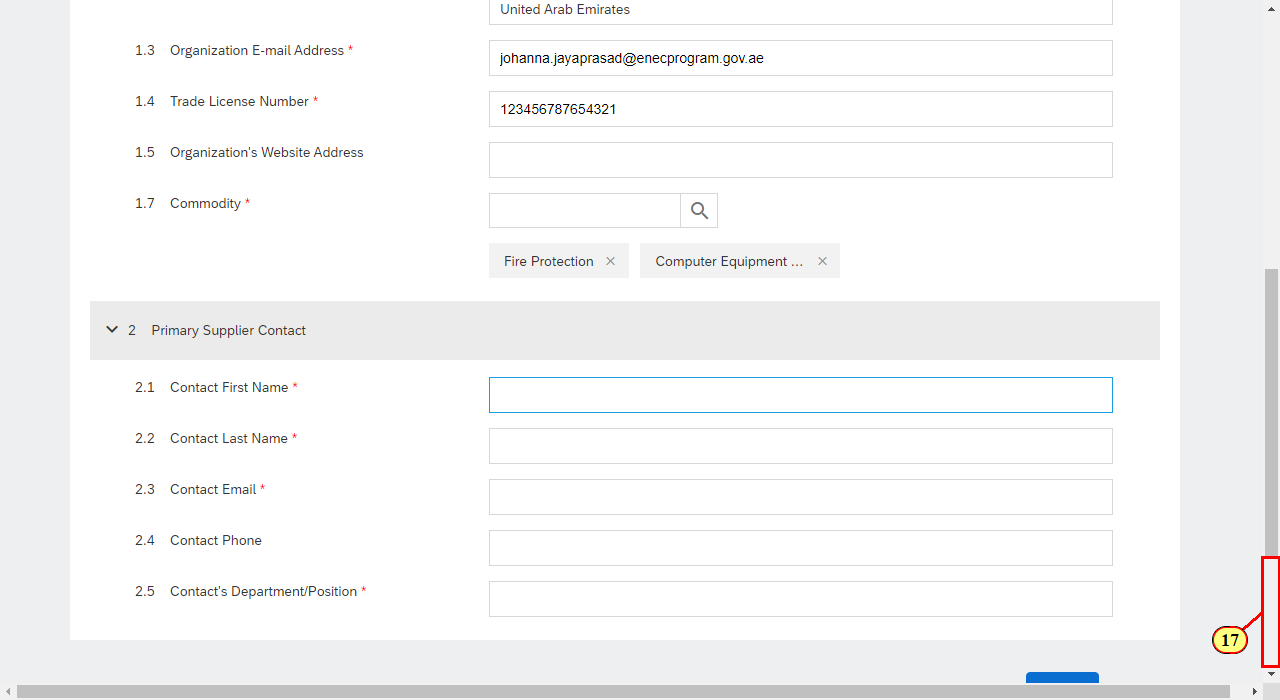 United Arab Emirates
1.3 Organization E-mail Address *
johanna.jayaprasad@enecprogram.gov.ae
1.4 Trade License Number *
123456787654321
1.5 Organization's Website Address
1.7 Commodity *
Fire Protection × Computer Equipment ... ×
2 Primary Supplier Contact
2.1 Contact First Name *
2.2 Contact Last Name *
2.3 Contact Email *
2.4 Contact Phone
2.5 Contact's Department/Position *
17